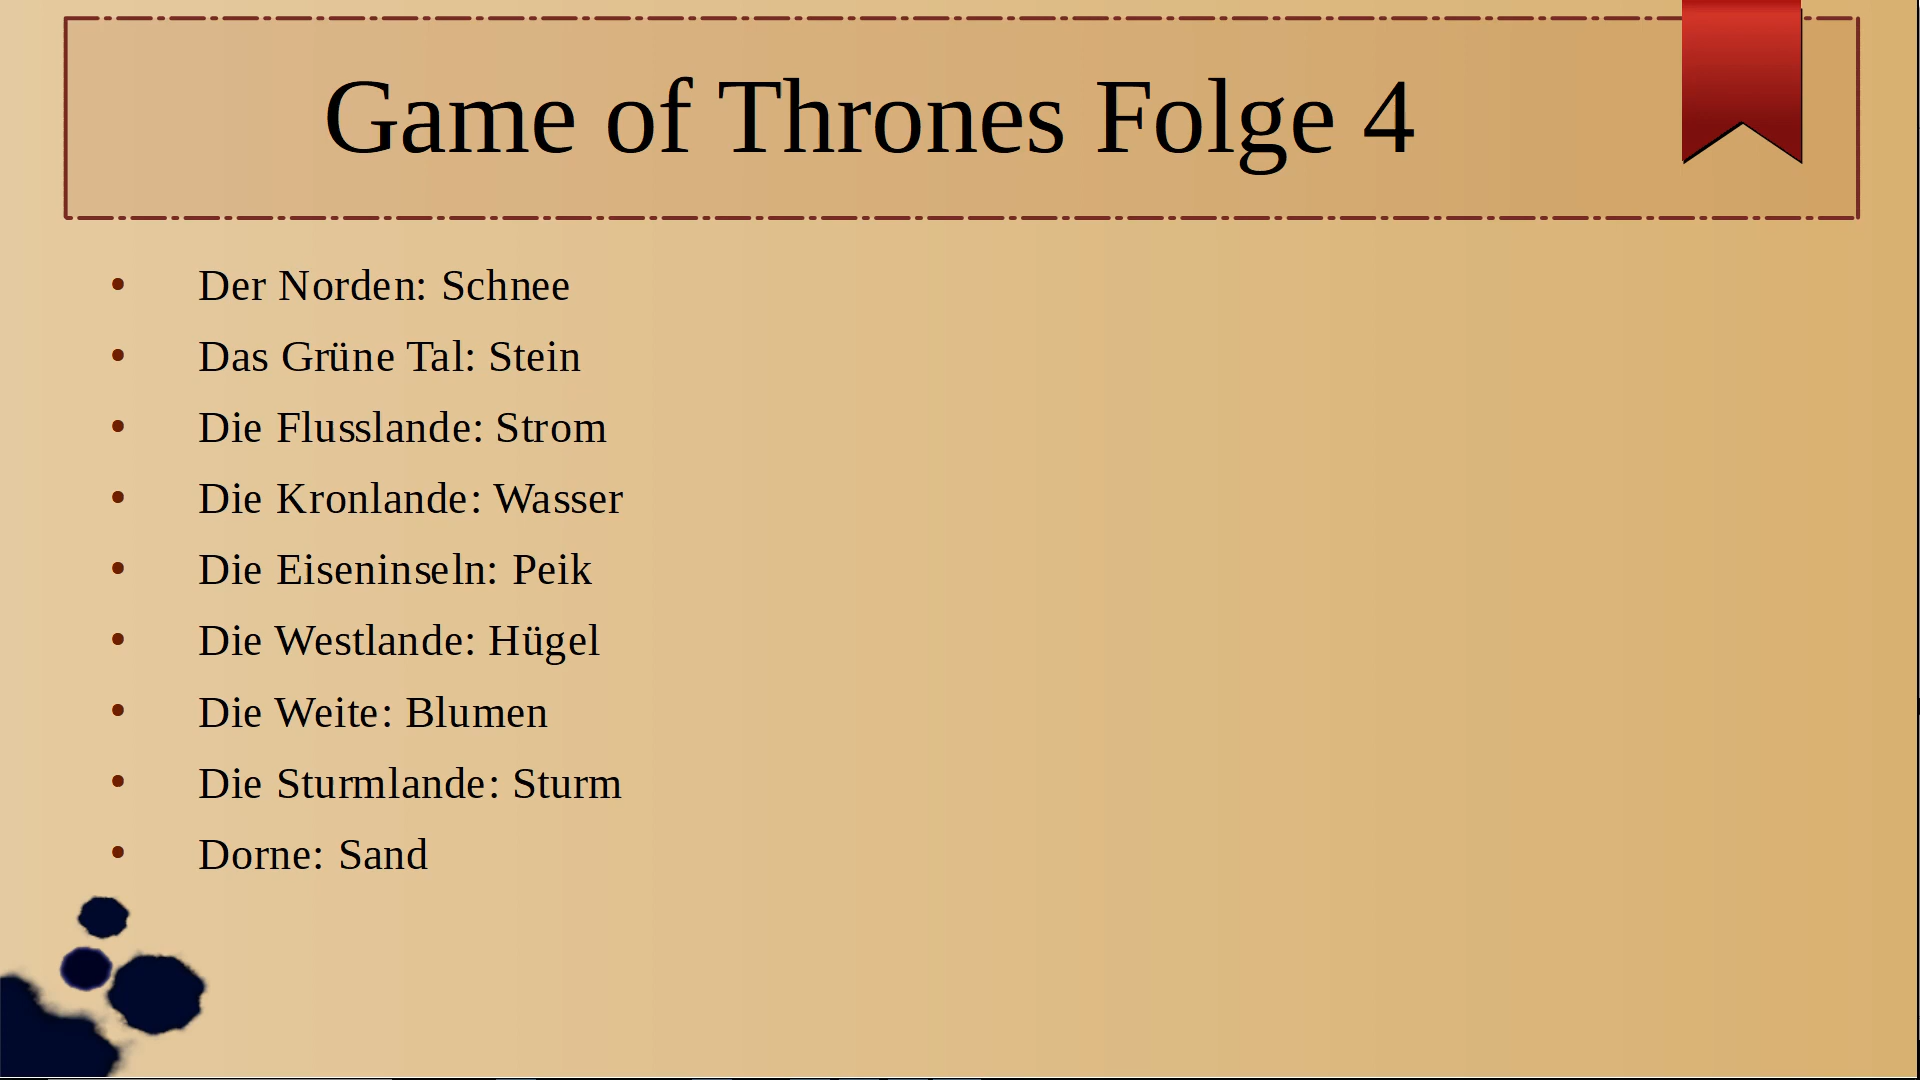 Game of Thrones Folge 4
• Der Norden: Schnee
• Das Grüne Tal: Stein
• Die Flusslande: Strom
• Die Kronlande: Wasser
• Die Eiseninseln: Peik
• Die Westlande: Hügel
• Die Weite: Blumen
• Die Sturmlande: Sturm
• Dorne: Sand